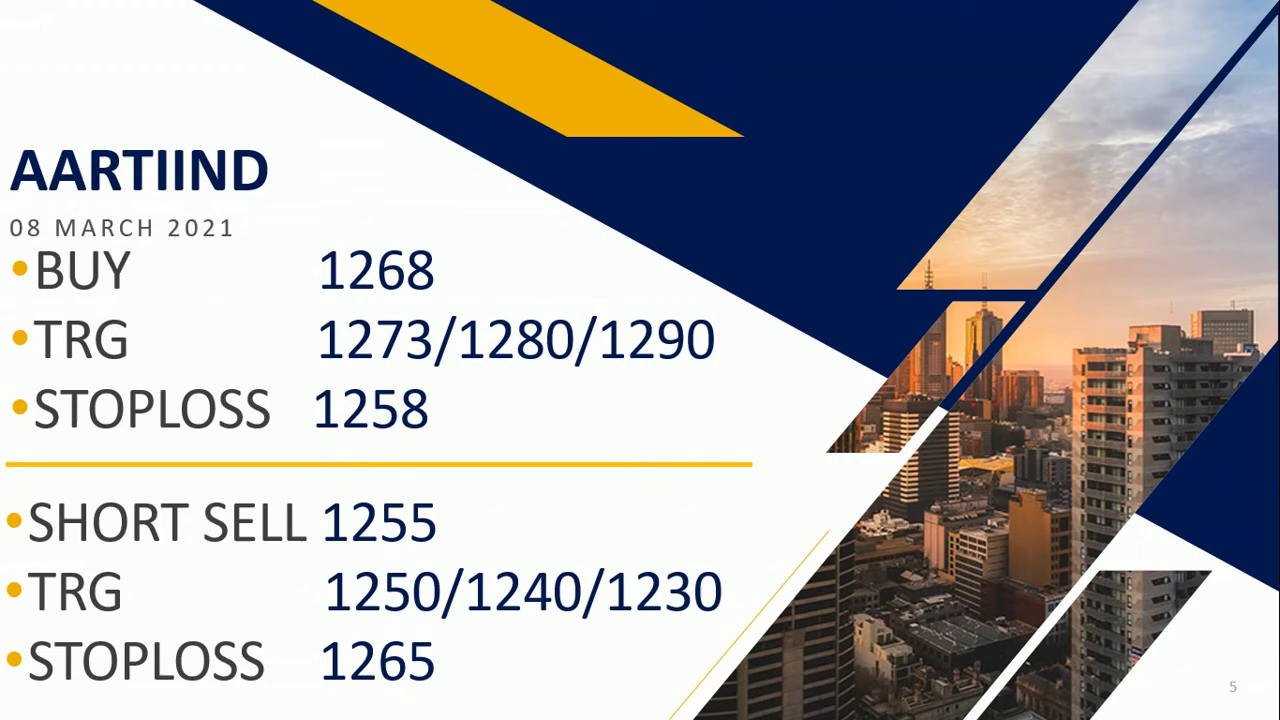 AARTIIND
08 MARCH 2021
•BUY 1268
•TRG 1273/1280/1290
•STOPLOSS 1258
•SHORT SELL 1255
•TRG 1250/1240/1230
•STOPLOSS 1265
5